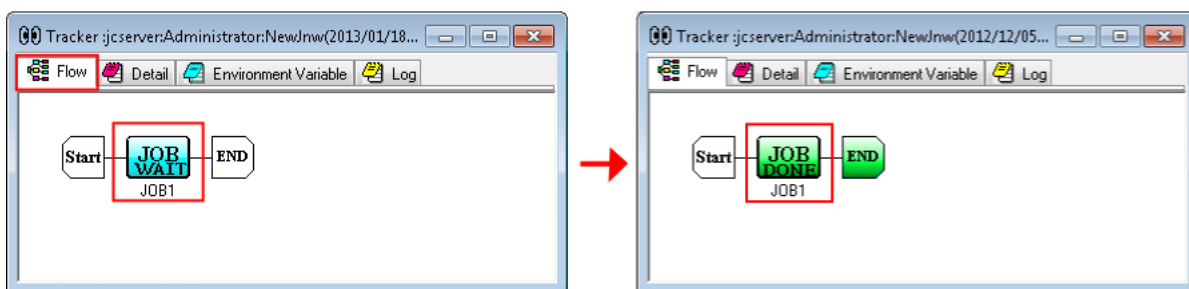 Tracker :jcserver:Administrator:NewJnw(2013/01/18...
Flow Detail Environment Variable Log
Start JOB WAIT END
JOB1
Tracker :jcserver:Administrator:NewJnw(2012/12/05...
Flow Detail Environment Variable Log
Start JOB DONE END
JOB1